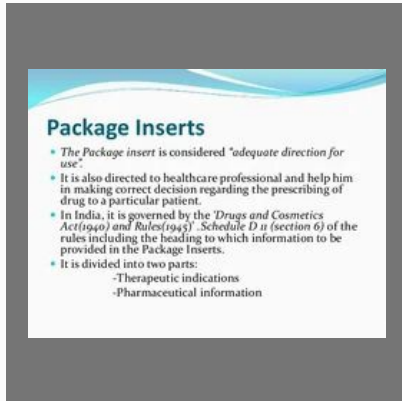 Package Inserts
The Package insert is considered "adequate direction for
use".
It is also directed to healthcare professional and help him
in making correct decision regarding the prescribing of
drug to a particular patient.
In India, it is governed by the 'Drugs and Cosmetics
Act(1940) and Rules(1945)' .Schedule D 11 (section 6) of the
rules including the heading to which information to be
provided in the Package Inserts.
It is divided into two parts:
-Therapeutic indications
-Pharmaceutical information